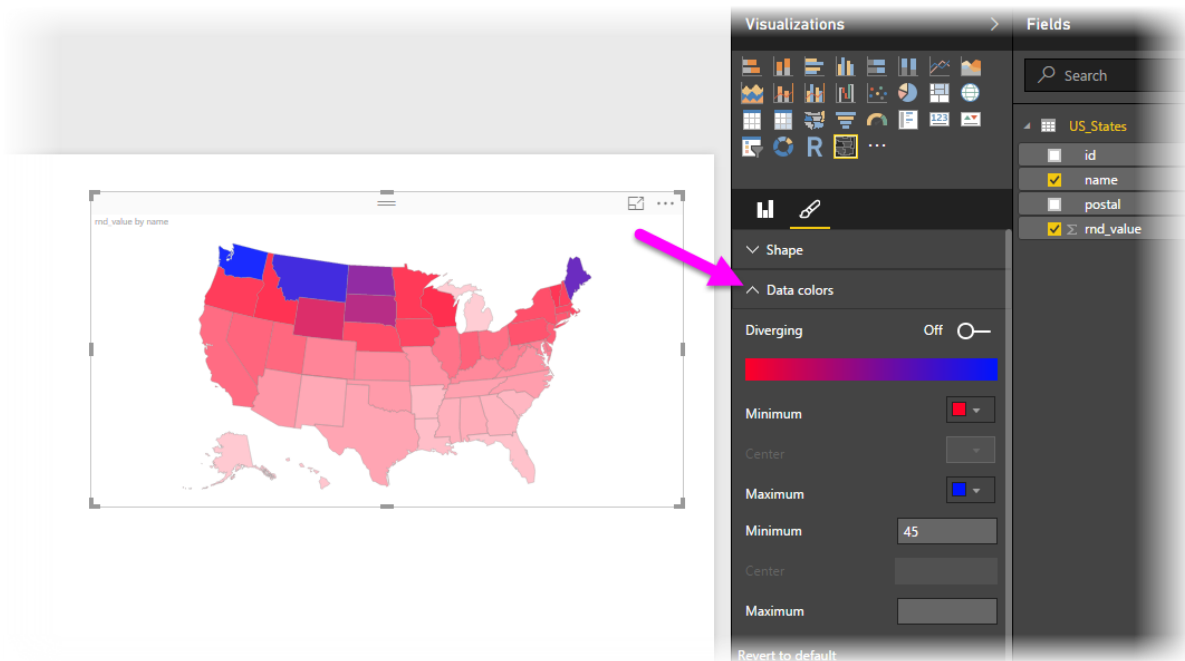 Visualizations
Fields
Search
123
R
US_States
id
name
postal
rnd_value
rnd_value by name
Shape
Data colors
Diverging Off
Minimum
Center
Maximum
Minimum 45
Center
Maximum
Revert to default